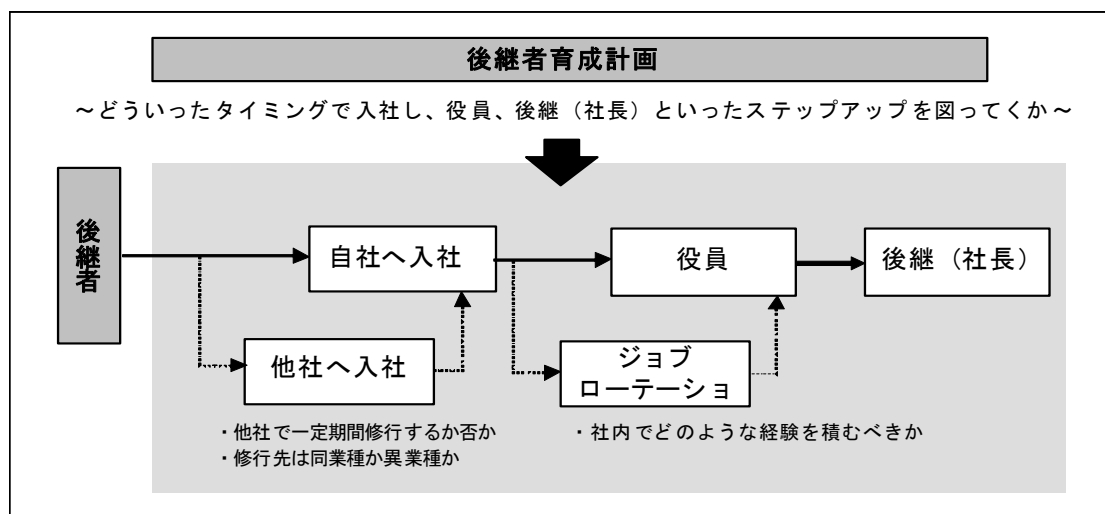 後継者育成計画
～どういったタイミングで入社し、役員、後継（社長）といったステップアップを図ってくか～
後継者
自社へ入社
役員
後継（社長）
他社へ入社
ジョブ
ローテーショ
・他社で一定期間修行するか否か
・修行先は同業種か異業種か
・社内でどのような経験を積むべきか